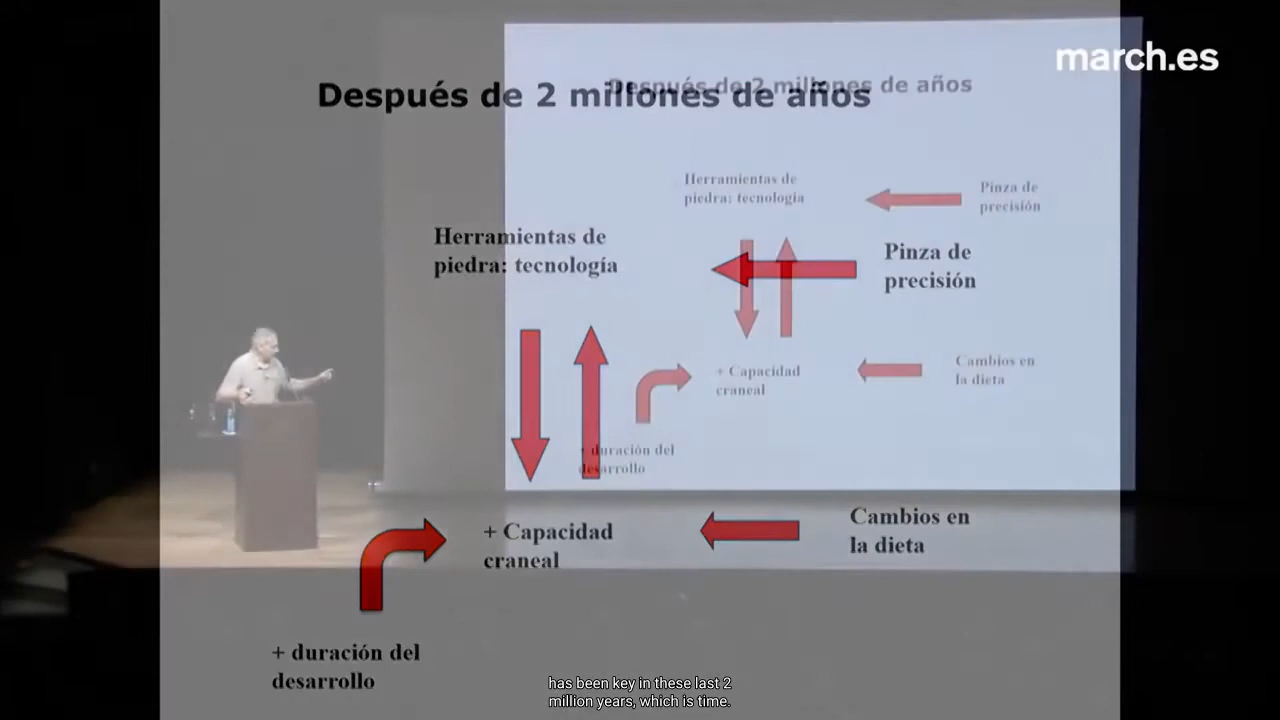 march.es
Después de 2 millones de años
Después de 2 millones de años
Herramientas de
piedra: tecnología
Pinza de
precisión
Herramientas de
piedra: tecnología
Pinza de
precisión
+ Capacidad
craneal
Cambios en
la dieta
+ duración del
desarrollo
+ Capacidad
craneal
Cambios en
la dieta
+ duración del
desarrollo
has been key in these last 2
million years, which is time.